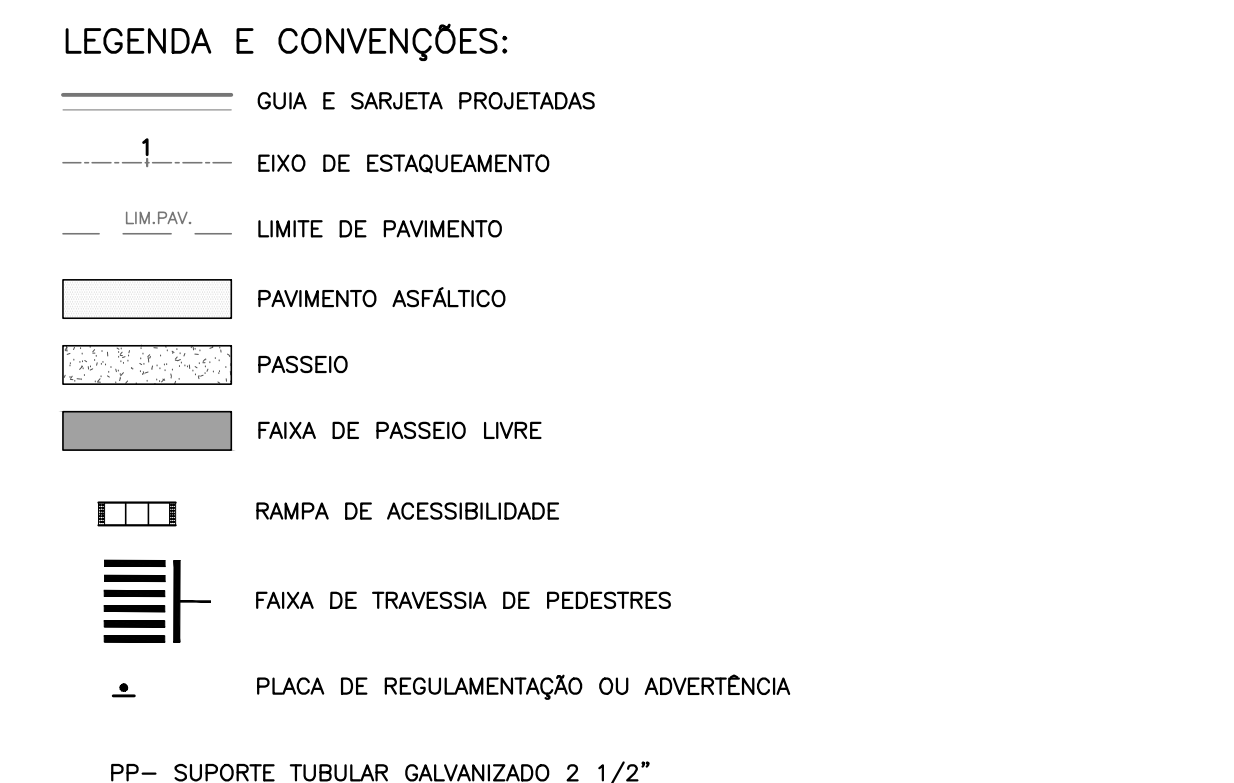 LEGENDA E CONVENÇÕES:
GUIA E SARJETA PROJETADAS
1
EIXO DE ESTAQUEAMENTO
LIM.PAV.
LIMITE DE PAVIMENTO
PAVIMENTO ASFÁLTICO
PASSEIO
FAIXA DE PASSEIO LIVRE
RAMPA DE ACESSIBILIDADE
FAIXA DE TRAVESSIA DE PEDESTRES
PLACA DE REGULAMENTAÇÃO OU ADVERTÊNCIA
PP- SUPORTE TUBULAR GALVANIZADO 2 1/2"